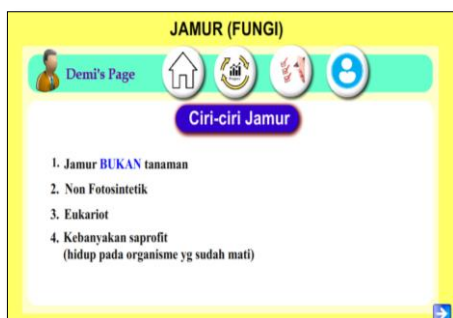 JAMUR (FUNGI)
Demi's Page
Ciri-ciri Jamur
1. Jamur BUKAN tanaman
2. Non Fotosintetik
3. Eukariot
4. Kebanyakan saprofit
(hidup pada organisme yg sudah mati)